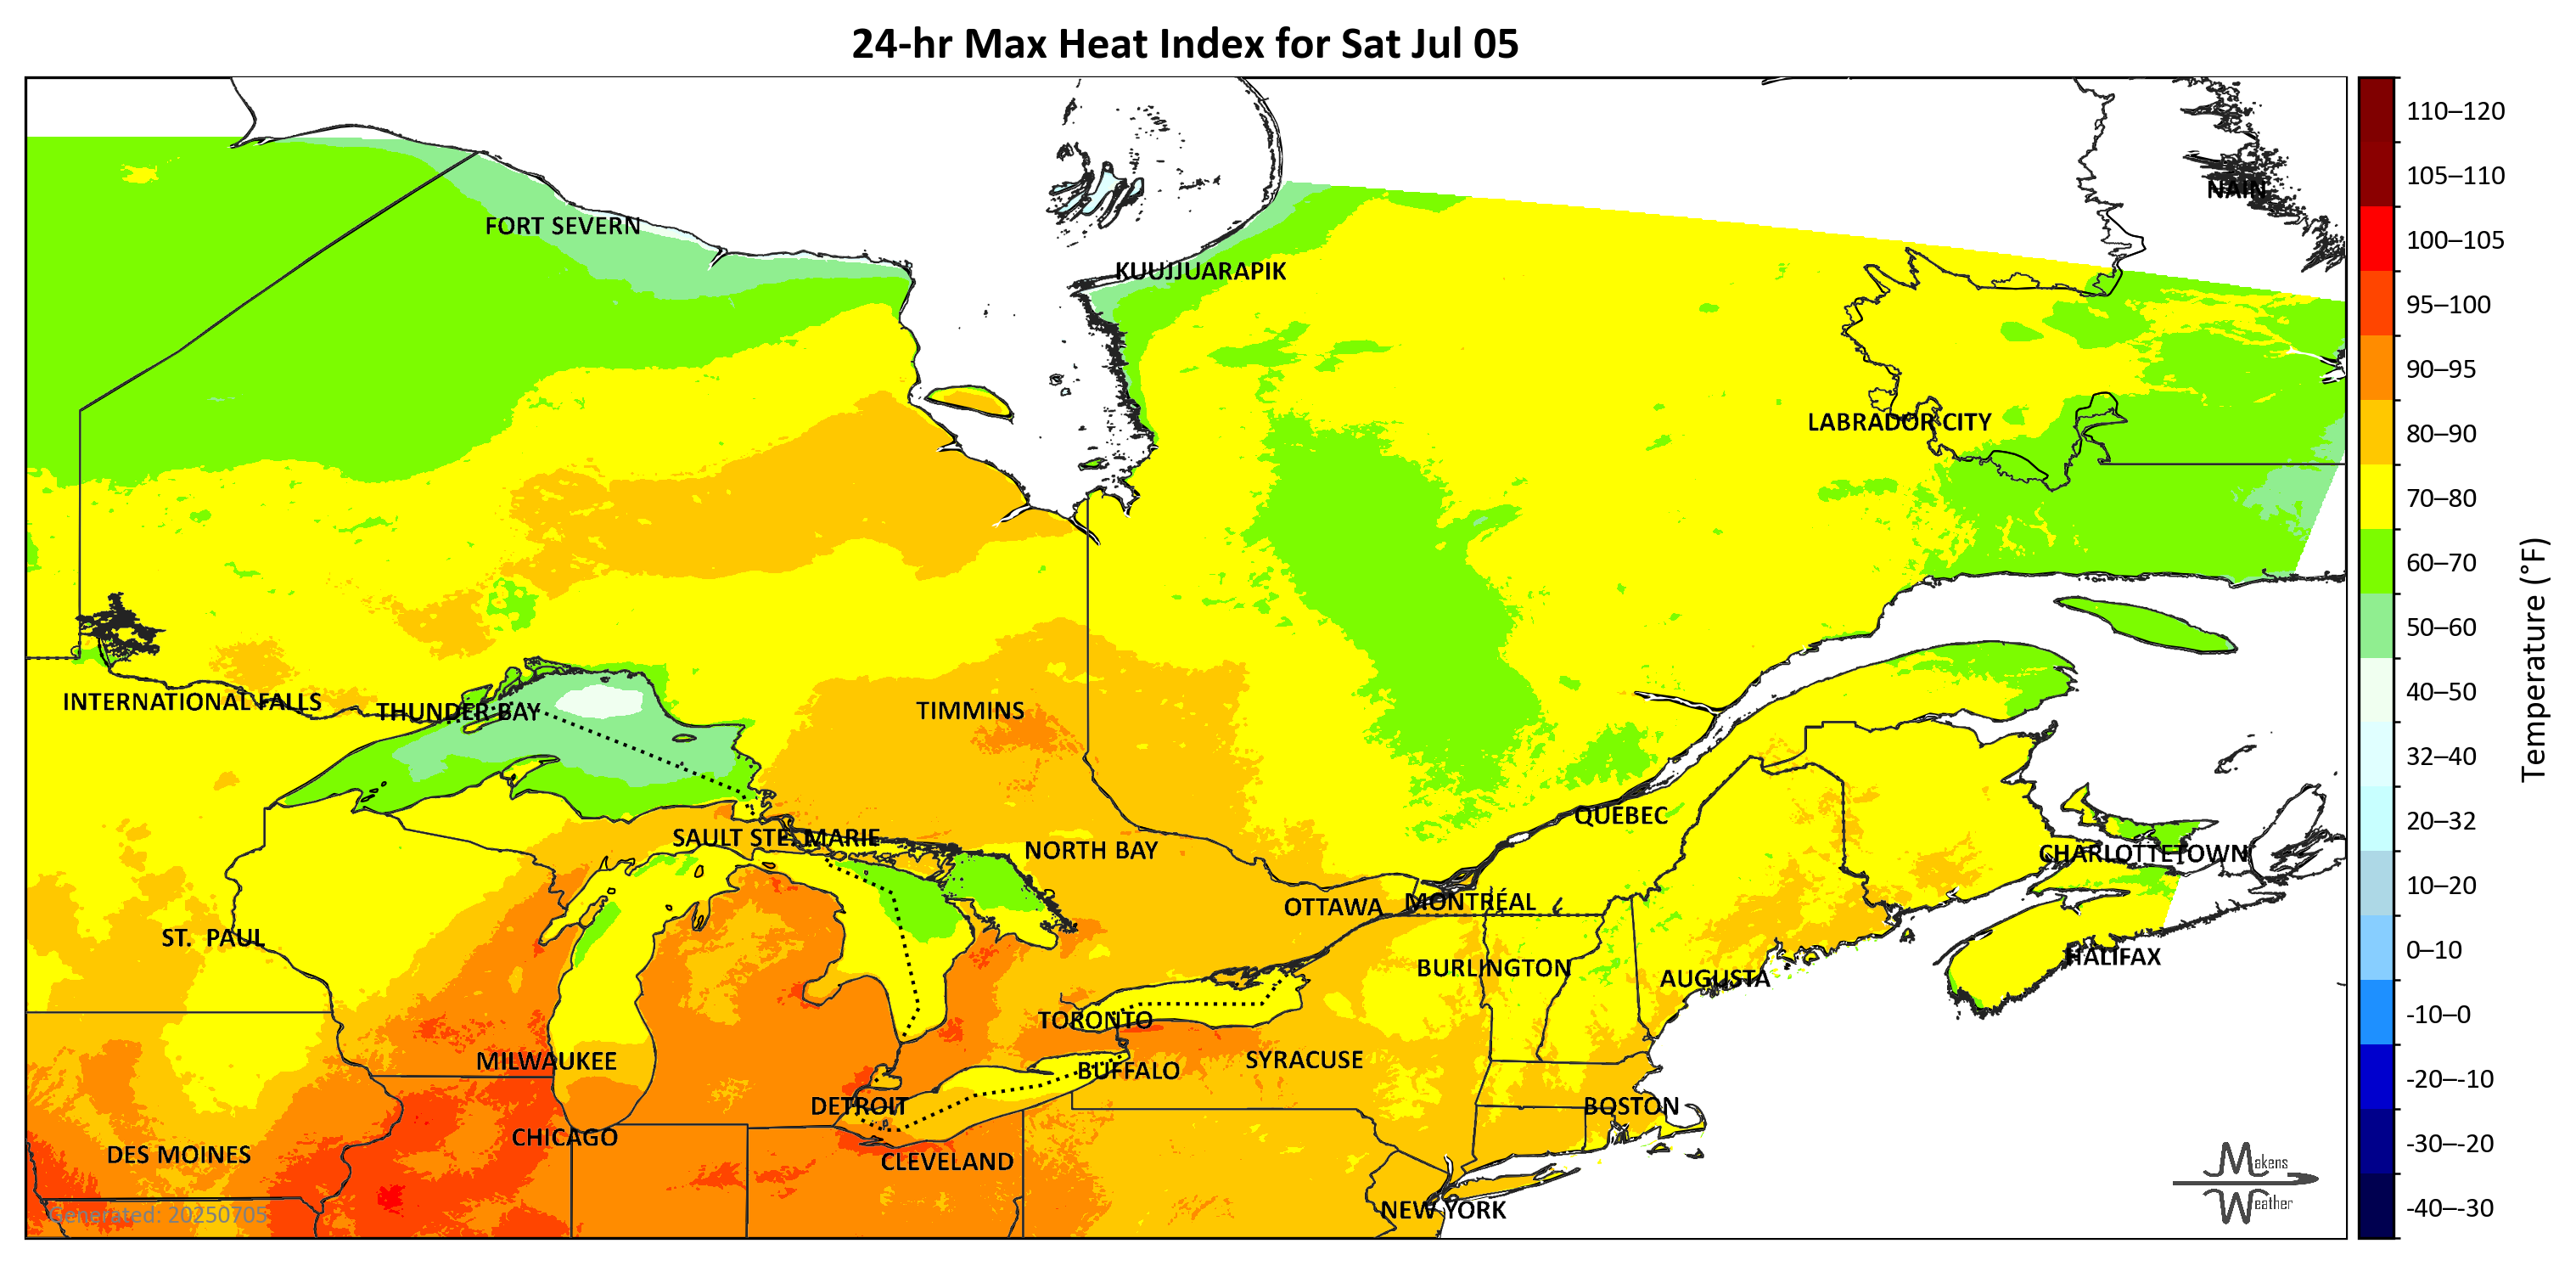 24-hr Max Heat Index for Sat Jul 05
NAIN
FORT SEVERN
KUUJJUARAPIK
LABRADOR CITY
INTERNATIONAL FALLS
THUNDER BAY
TIMMINS
QUEBEC
SAULT STE. MARIE
NORTH BAY
CHARLOTTETOWN
OTTAWA
MONTRÉAL
ST. PAUL
HALIFAX
BURLINGTON
AUGUSTA
TORONTO
MILWAUKEE
SYRACUSE
BUFFALO
DETROIT
BOSTON
CHICAGO
DES MOINES
CLEVELAND
NEW YORK
Generated: 20250705
Makens
Weather
110–120
105–110
100–105
95–100
90–95
80–90
70–80
60–70
50–60
40–50
32–40
20–32
10–20
0–10
-10–0
-20–-10
-30–-20
-40–-30
Temperature (°F)